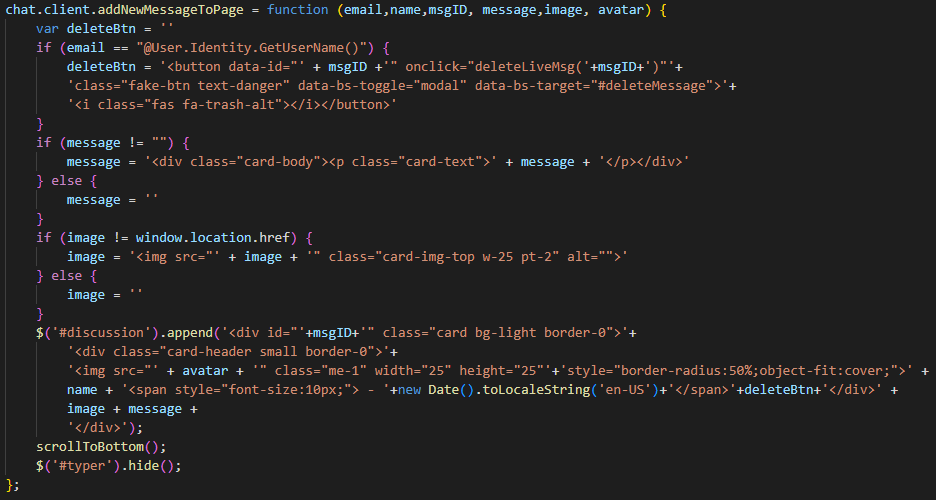 chat.client.addNewMessageToPage = function (email,name,msgID, message,image, avatar) {
    var deleteBtn = ''
    if (email == "@User.Identity.GetUserName()") {
        deleteBtn = '<button data-id="' + msgID +'" onclick="deleteLiveMsg('+msgID+')"'+
        'class="fake-btn text-danger" data-bs-toggle="modal" data-bs-target="#deleteMessage">'+
        '<i class="fas fa-trash-alt"></i></button>'
    }
    if (message != "") {
        message = '<div class="card-body"><p class="card-text">' + message + '</p></div>'
    } else {
        message = ''
    }
    if (image != window.location.href) {
        image = '<img src="' + image + '" class="card-img-top w-25 pt-2" alt="">'
    } else {
        image = ''
    }
    $('#discussion').append('<div id="'+msgID+'" class="card bg-light border-0">'+
        '<div class="card-header small border-0">'+
        '<img src="' + avatar + '" class="me-1" width="25" height="25"'+'style="border-radius:50%;object-fit:cover;">' +
        name + '<span style="font-size:10px;"> - '+new Date().toLocaleString('en-US')+'</span>'+deleteBtn+'</div>' +
        image + message +
        '</div>');
    scrollToBottom();
    $('#typer').hide();
};